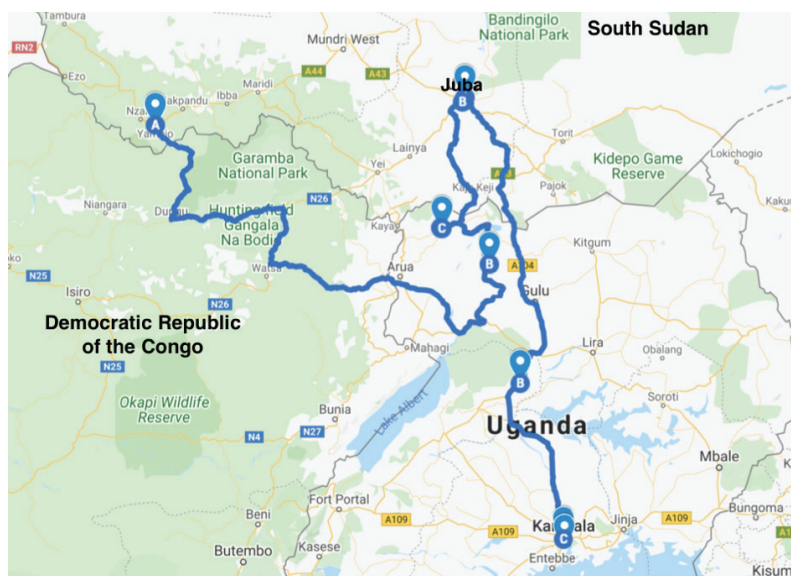 Tambura
Bandingilo
National Park
South Sudan
RN2
Mundri West
Ezo
A44
A43
Maridi
Juba
akpandu
Ibba
B
Nza
A
Yambio
Torit
Lainya
Garamba
National Park
Yei
Kidepo Game
Reserve
Lokichogio
Kajo Keji
Pajok
Niangara
N26
Dungu
Huntingfield
Gangala
Na Bodio
C
Kaya
Kakum
Kitgum
N25
Watsa
Arua
B
A104
Isiro
N26
Gulu
Democratic Republic
of the Congo
Mahagi
Lira
Obalang
N25
B
Okapi Wildlife
Reserve
Lake Albert
Soroti
Bunia
Uganda
N4
N27
Mbale
Fort Portal
Beni
A109
A109
Kampala
Jinja
A109
Bungoma
C
Butembo
Kasese
Entebbe
Kisum